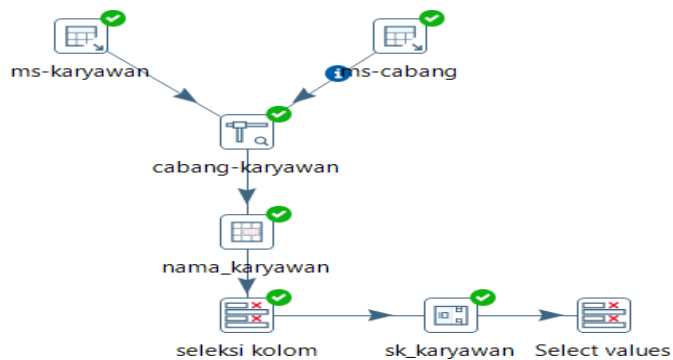 ms-karyawan
ms-cabang
cabang-karyawan
nama_karyawan
seleksi kolom
sk_karyawan
Select values